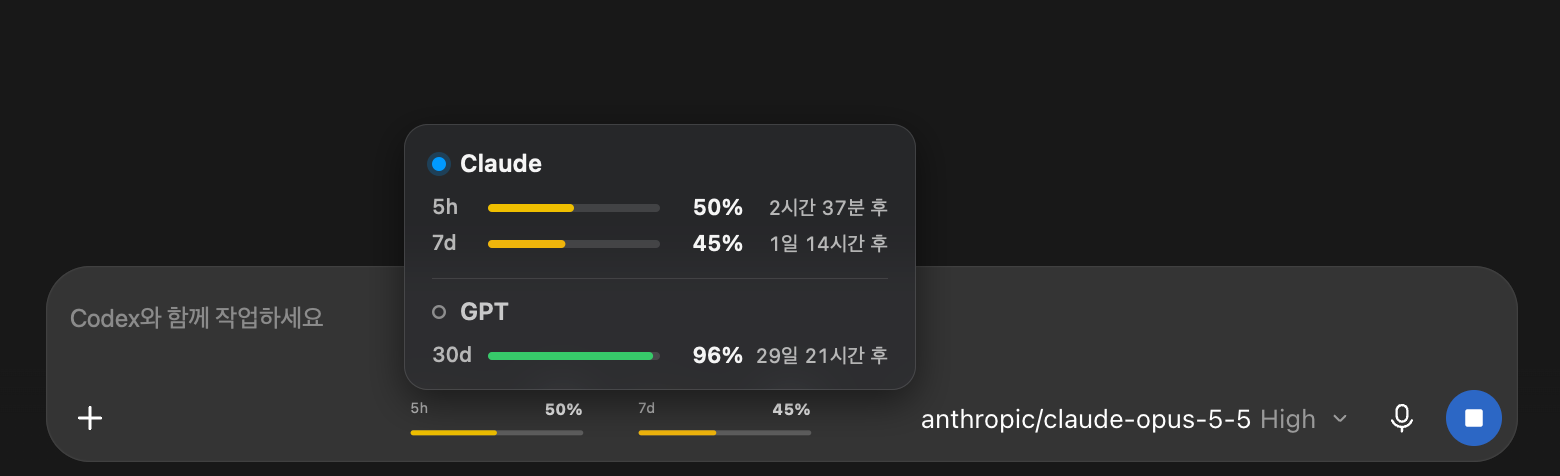 Claude
5h 50% 2시간 37분 후
7d 45% 1일 14시간 후
GPT
30d 96% 29일 21시간 후
Codex와 함께 작업하세요
5h 50% 7d 45%
anthropic/claude-opus-5-5 High